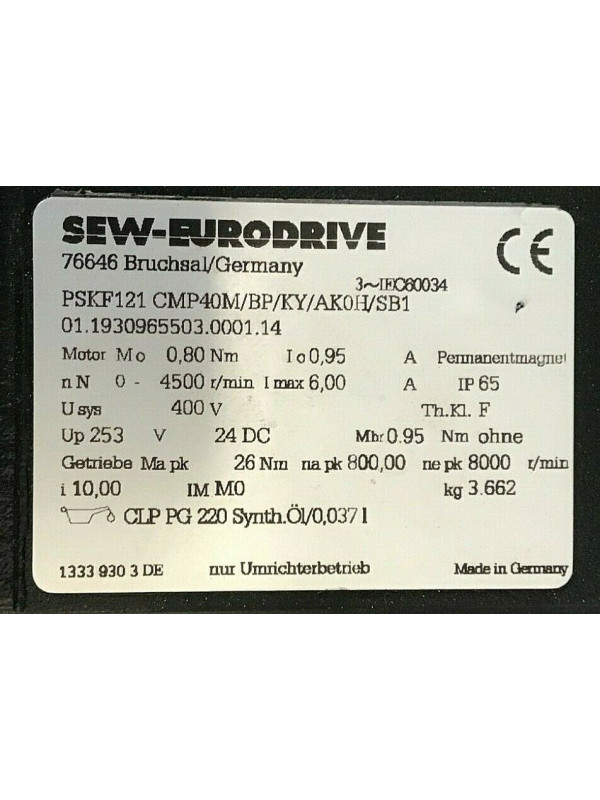 SEW-EURODRIVE
76646 Bruchsal/Germany
CE
3~IEC60034
PSKF121 CMP40M/BP/KY/AK0H/SB1
01.1930965503.0001.14
Motor Mo 0,80 Nm Io 0,95 A Permanentmagnet
nN 0 - 4500 r/min I max 6,00 A IP 65
U sys 400 V Th.Kl. F
Up 253 V 24 DC Mbr 0.95 Nm ohne
Getriebe Ma pk 26 Nm na pk 800,00 ne pk 8000 r/min
i 10,00 IM M0 kg 3.662
CLP PG 220 Synth.Öl/0,037 l
1333 930 3 DE nur Umrichterbetrieb Made in Germany